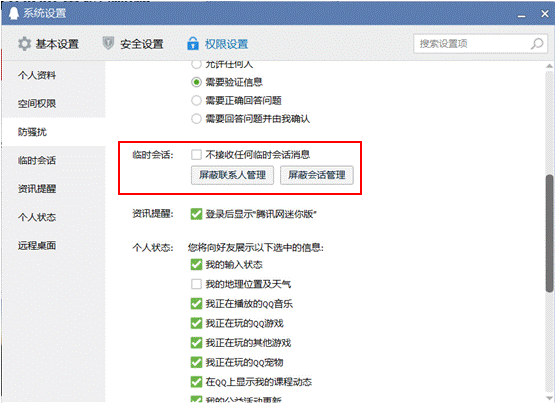 系统设置
基本设置 安全设置 权限设置 搜索设置项
个人资料
空间权限
防骚扰
临时会话
资讯提醒
个人状态
远程桌面
允许任何人
需要验证信息
需要正确回答问题
需要回答问题并由我确认
临时会话: 不接收任何临时会话消息
屏蔽联系人管理 屏蔽会话管理
资讯提醒: 登录后显示"腾讯网迷你版"
个人状态: 您将向好友展示以下选中的信息:
我的输入状态
我的地理位置及天气
我正在播放的QQ音乐
我正在玩的QQ游戏
我正在玩的其他游戏
我正在玩的QQ宠物
在QQ上显示我的课程动态
我的公益活动更新